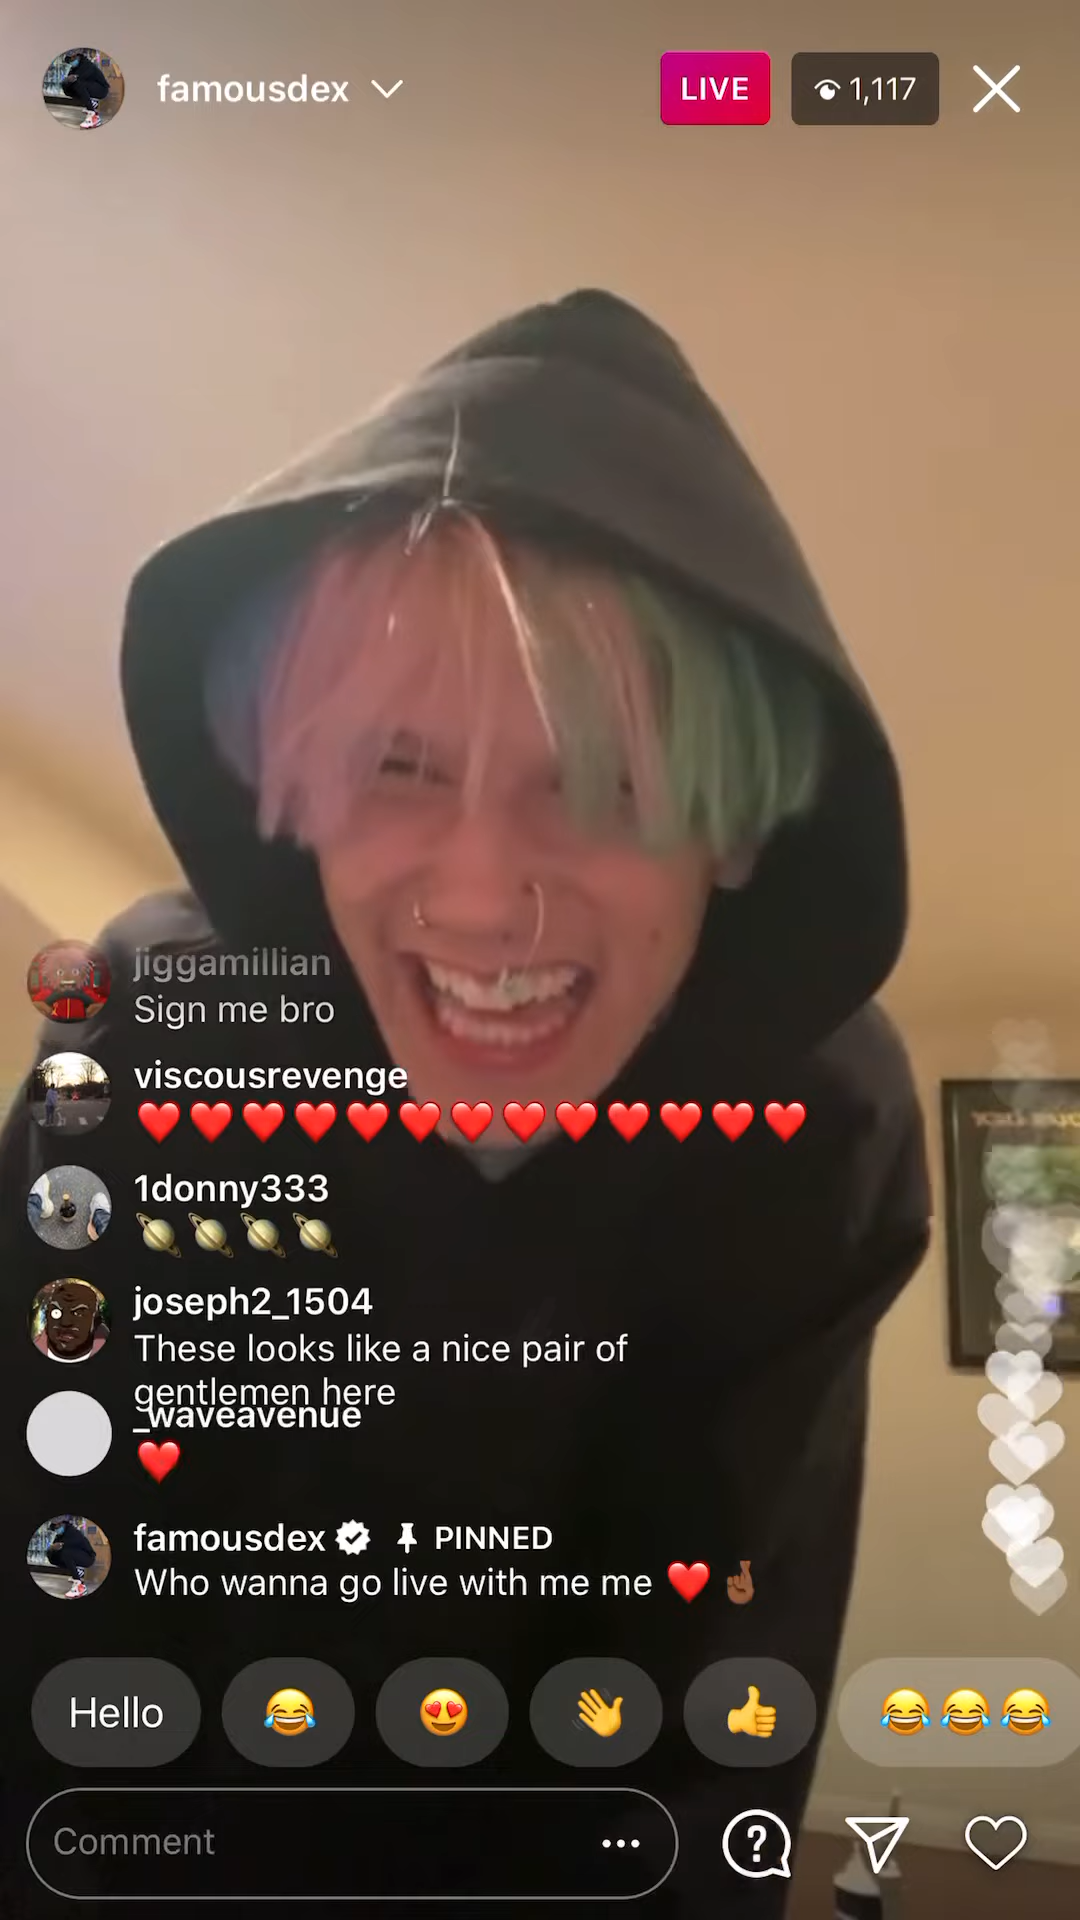 famousdex
LIVE
1,117
jiggamillian
Sign me bro
viscousrevenge
❤️❤️❤️❤️❤️❤️❤️❤️❤️❤️❤️❤️❤️
1donny333
🪐🪐🪐🪐
joseph2_1504
These looks like a nice pair of
gentlemen here
_waveavenue
❤️
famousdex PINNED
Who wanna go live with me me ❤️🤞🏾
Hello 😂 😍 👋 👍 😂😂😂
Comment